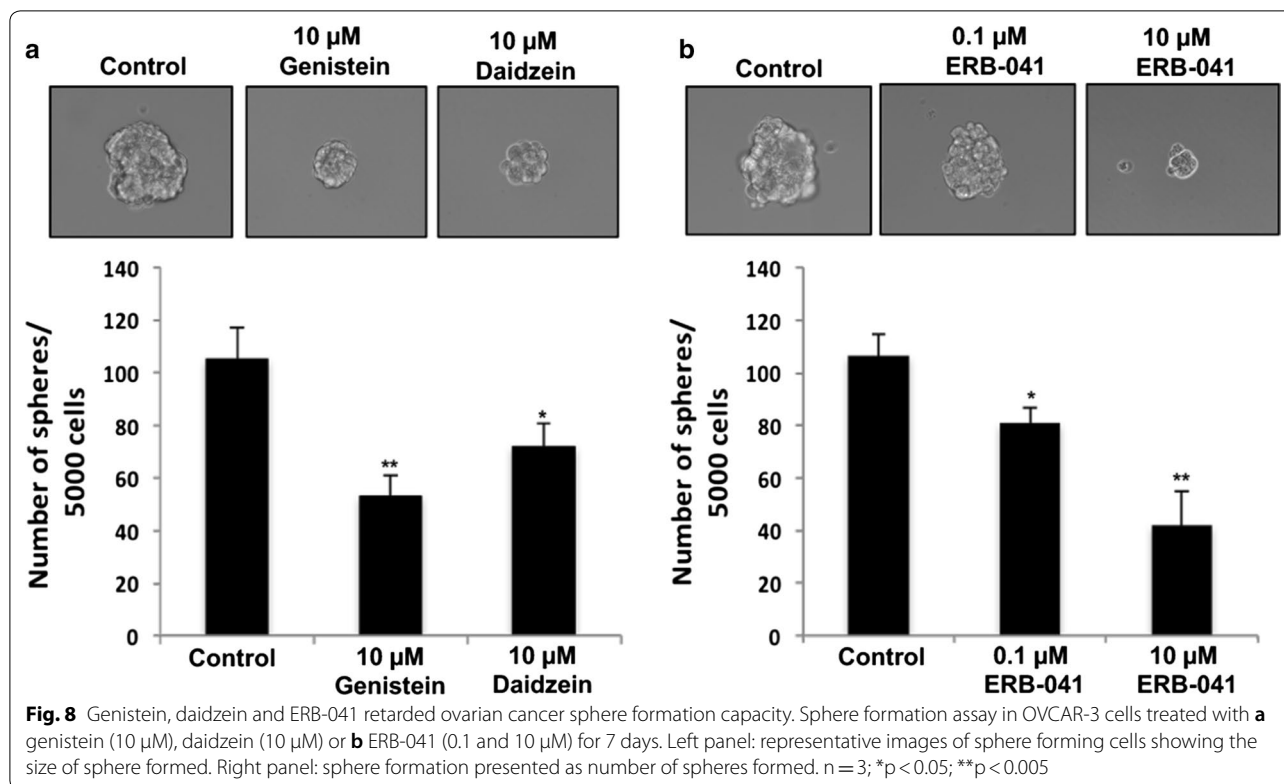 a
Control
10 µM
Genistein
10 µM
Daidzein
140
120
100
80
60
40
20
0
Number of spheres/
5000 cells
**
*
Control
10 µM
Genistein
10 µM
Daidzein
b
Control
0.1 µM
ERB-041
10 µM
ERB-041
140
120
100
80
60
40
20
0
Number of spheres/
5000 cells
*
**
Control
0.1 µM
ERB-041
10 µM
ERB-041
Fig. 8 Genistein, daidzein and ERB-041 retarded ovarian cancer sphere formation capacity. Sphere formation assay in OVCAR-3 cells treated with a
genistein (10 µM), daidzein (10 µM) or b ERB-041 (0.1 and 10 µM) for 7 days. Left panel: representative images of sphere forming cells showing the
size of sphere formed. Right panel: sphere formation presented as number of spheres formed. n = 3; *p < 0.05; **p < 0.005